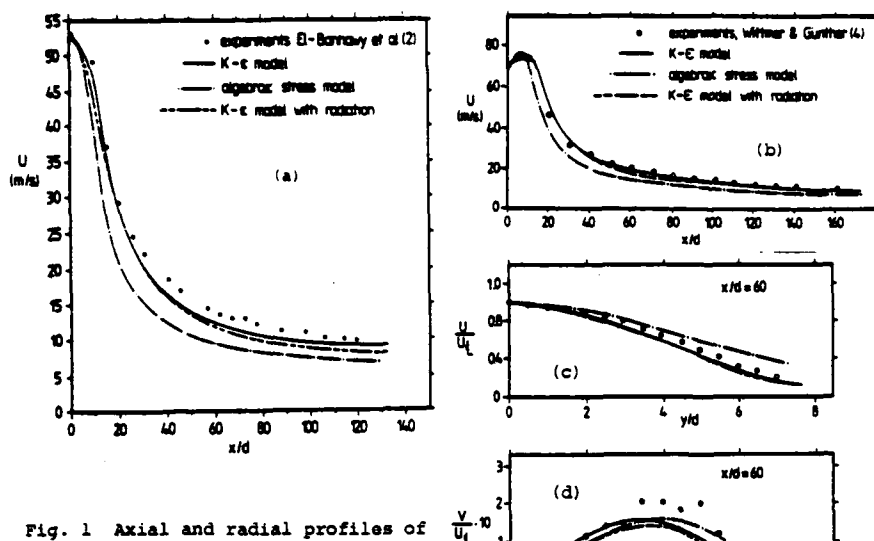 55
50
45
40
35
30
25
20
15
10
5
0
U
(m/s)
0 20 40 60 80 100 120 140
x/d
experiments El-Banhawy et al (2)
K-ε model
algebraic stress model
K-ε model with radiation
(a)
80
60
U
(m/s)
40
20
0
0 20 40 60 80 100 120 140 160
x/d
experiments, Wittmer & Günther (4)
K-E model
algebraic stress model
K-E model with radiation
(b)
1.0
0.8
U
U
0.4
0
0 2 4 6 8
y/d
x/d=60
(c)
3
2
V
U
·10
1
x/d=60
(d)
Fig. 1 Axial and radial profiles of